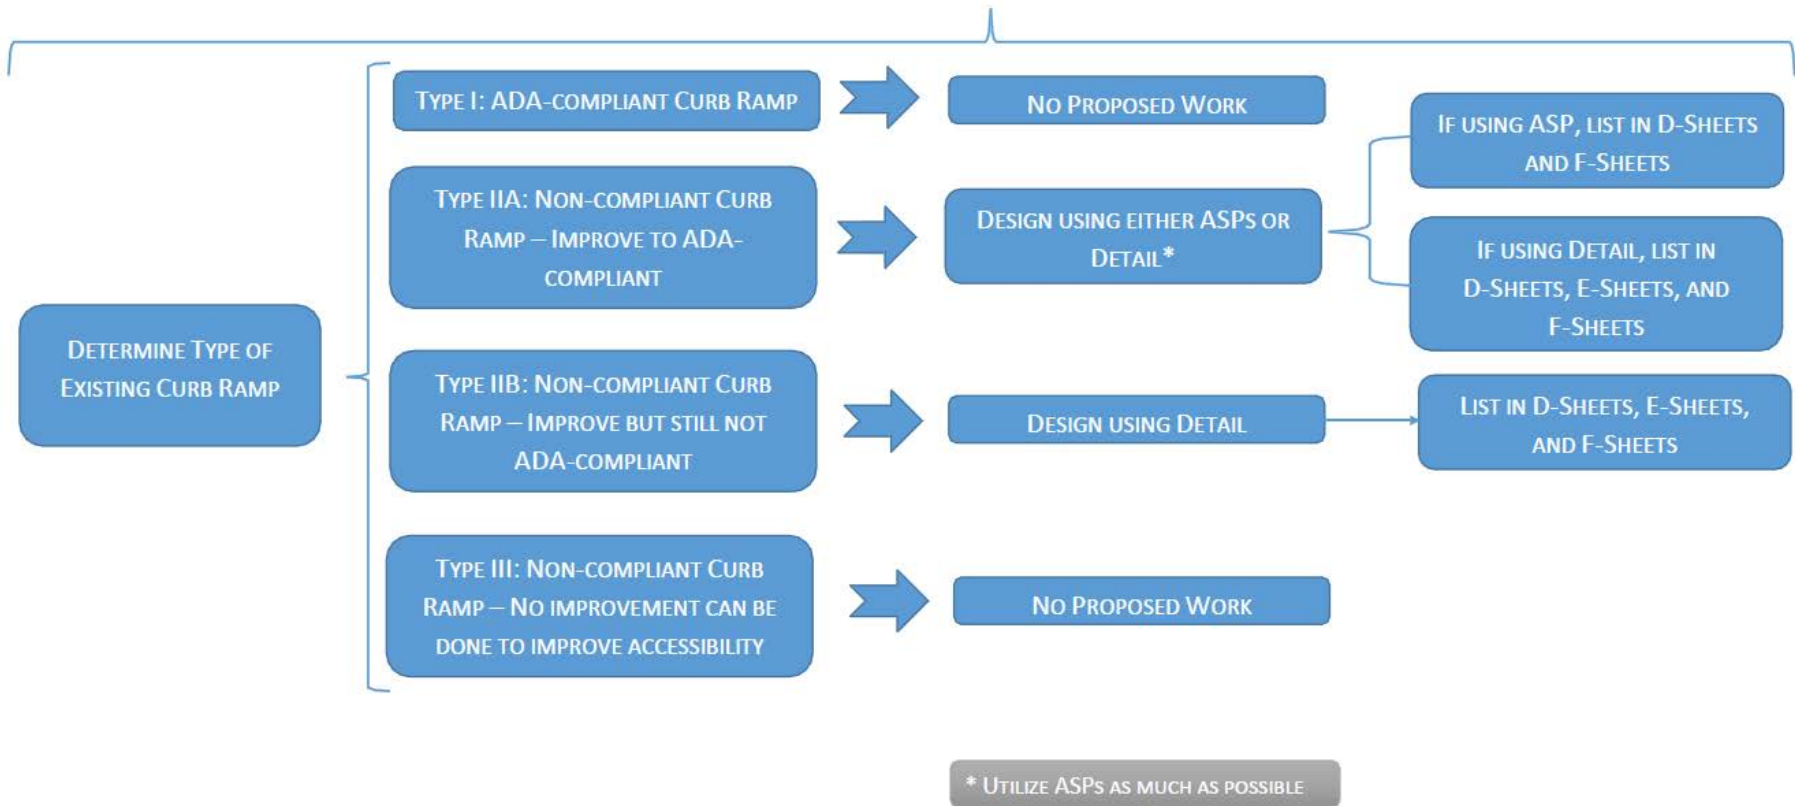 Determine Type of
Existing Curb Ramp
Type I: ADA-compliant Curb Ramp
No Proposed Work
Type IIA: Non-compliant Curb
Ramp – Improve to ADA-
compliant
Design using either ASPs or
Detail*
If using ASP, list in D-Sheets
and F-Sheets
If using Detail, list in
D-Sheets, E-Sheets, and
F-Sheets
Type IIB: Non-compliant Curb
Ramp – Improve but still not
ADA-compliant
Design using Detail
List in D-Sheets, E-Sheets,
and F-Sheets
Type III: Non-compliant Curb
Ramp – No improvement can be
done to improve accessibility
No Proposed Work
* Utilize ASPs as much as possible